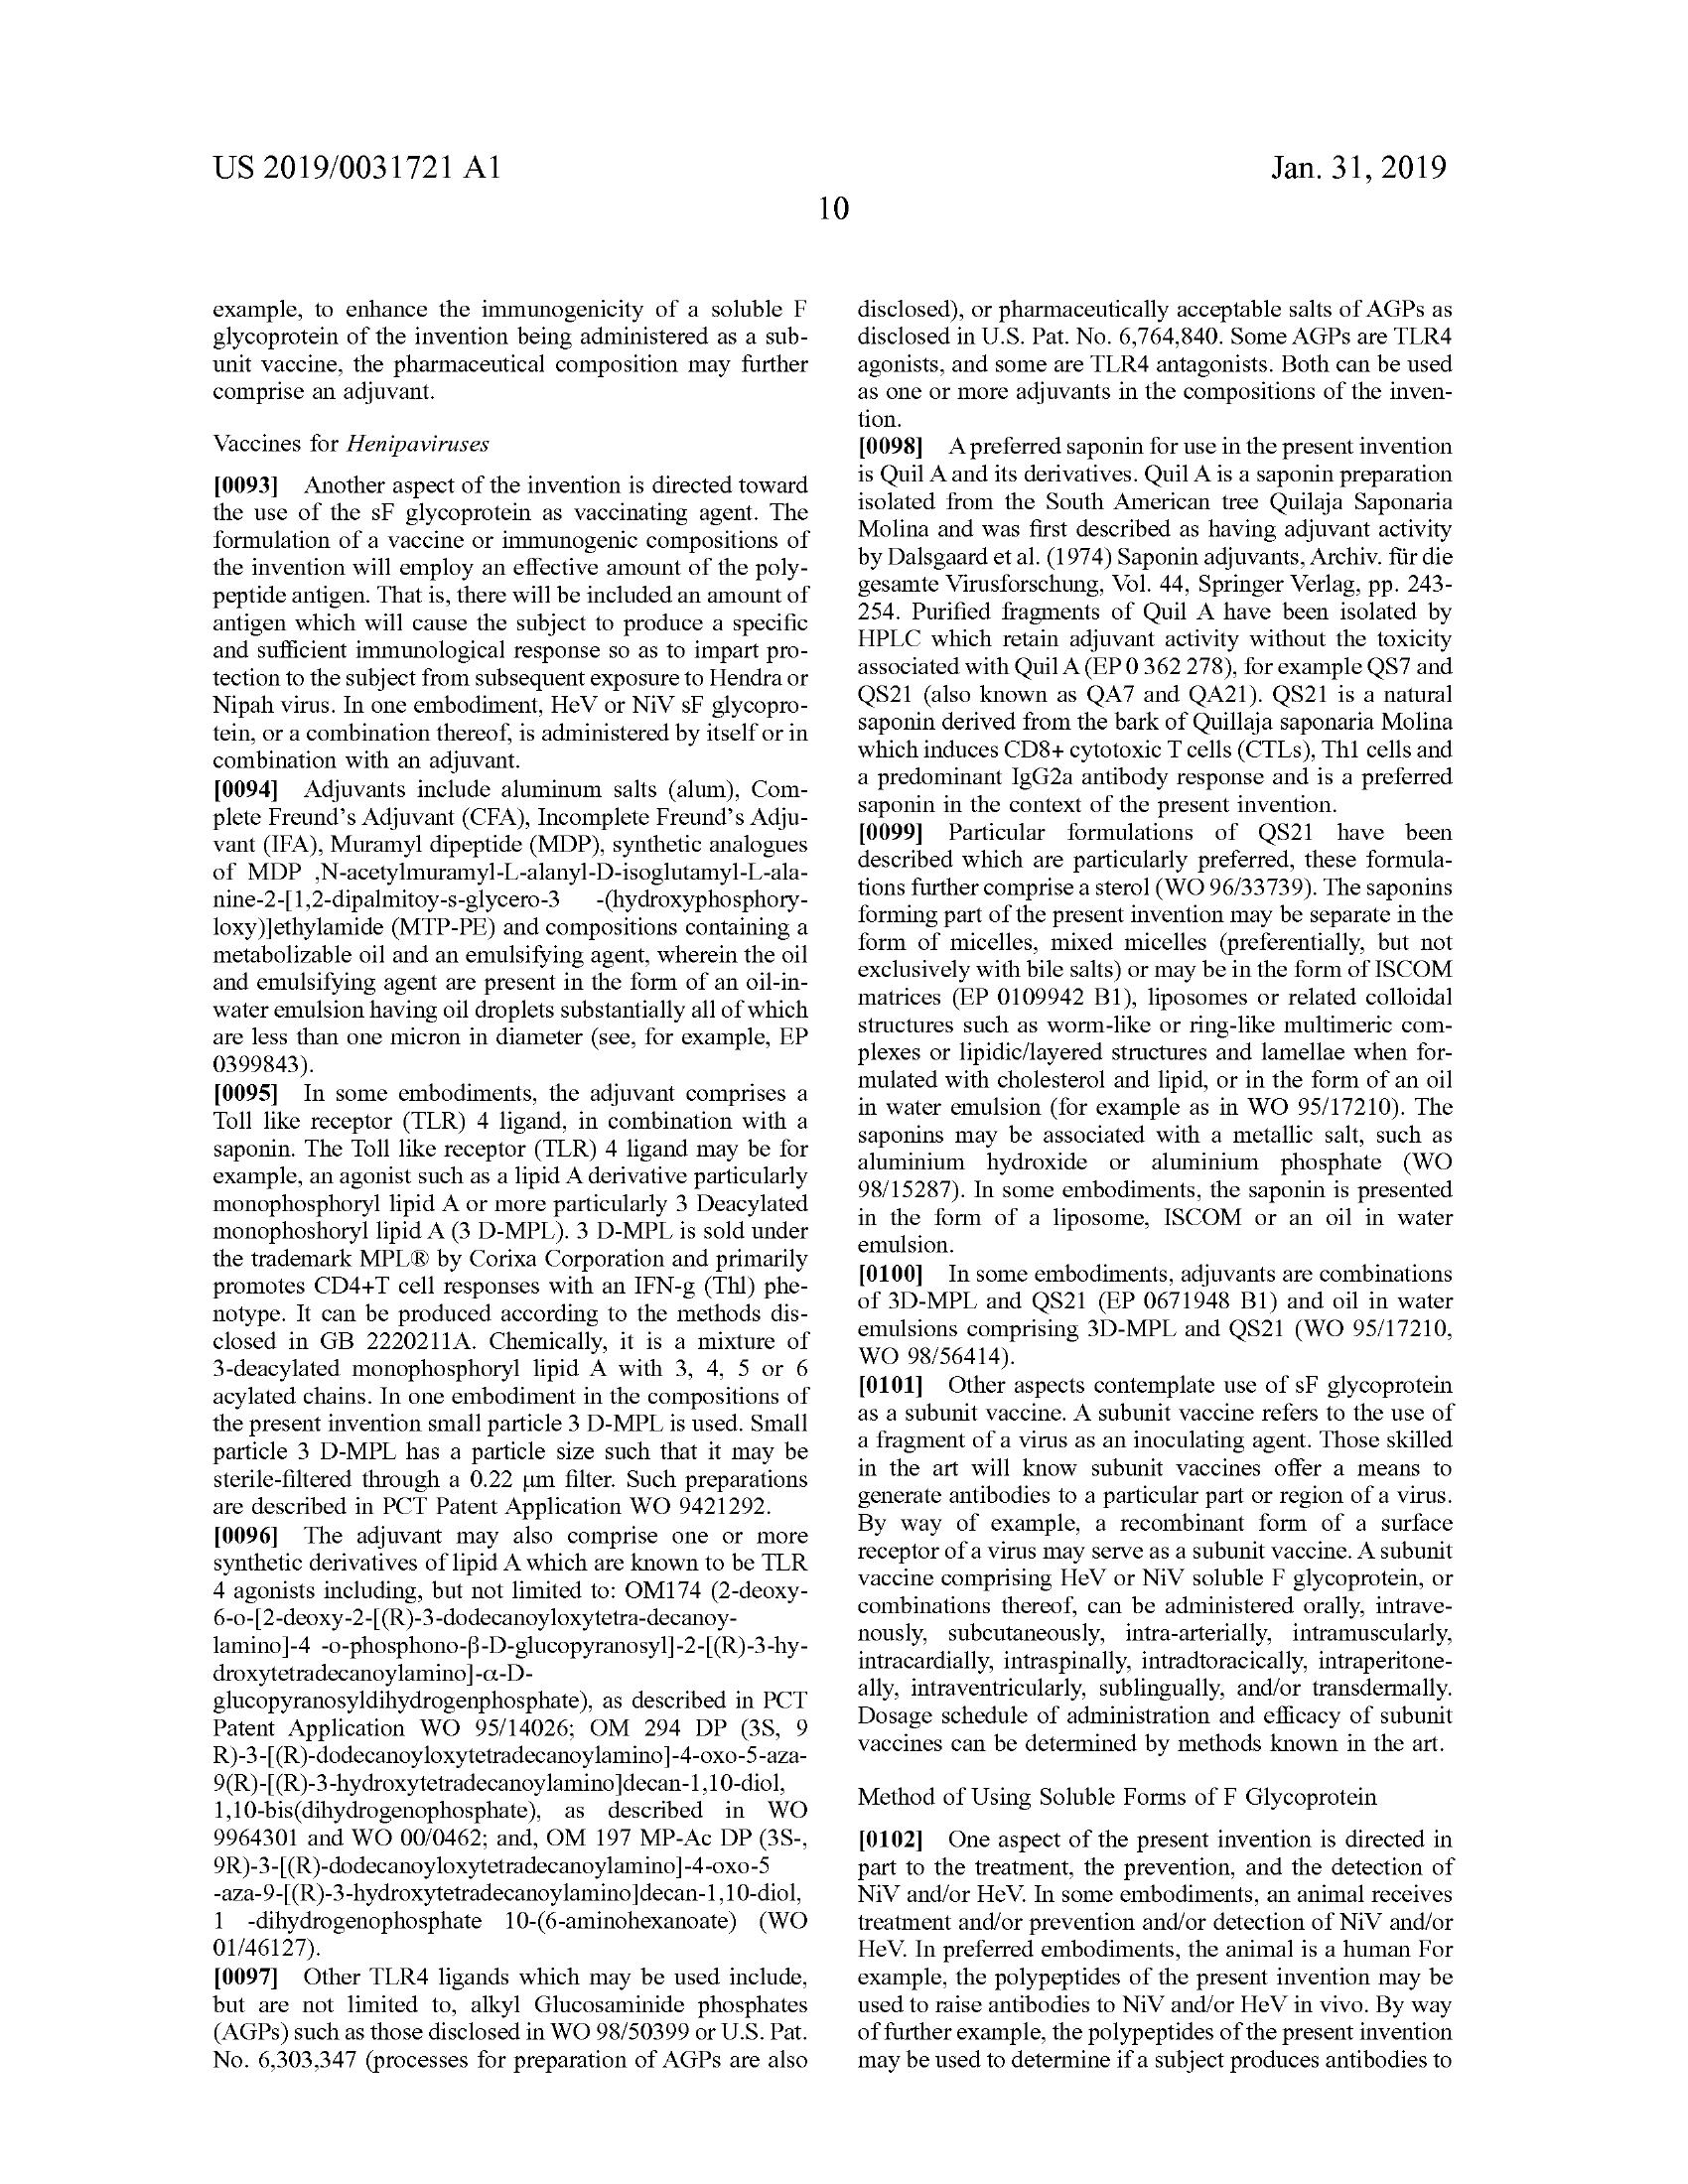 US 2019/0031721 A1
Jan. 31, 2019
10
example, to enhance the immunogenicity of a soluble F
glycoprotein of the invention being administered as a sub-
unit vaccine, the pharmaceutical composition may further
comprise an adjuvant.
Vaccines for Henipaviruses
[0093] Another aspect of the invention is directed toward
the use of the sF glycoprotein as vaccinating agent. The
formulation of a vaccine or immunogenic compositions of
the invention will employ an effective amount of the poly-
peptide antigen. That is, there will be included an amount of
antigen which will cause the subject to produce a specific
and sufficient immunological response so as to impart pro-
tection to the subject from subsequent exposure to Hendra or
Nipah virus. In one embodiment, HeV or NiV sF glycopro-
tein, or a combination thereof, is administered by itself or in
combination with an adjuvant.
[0094] Adjuvants include aluminum salts (alum), Com-
plete Freund's Adjuvant (CFA), Incomplete Freund's Adju-
vant (IFA), Muramyl dipeptide (MDP), synthetic analogues
of MDP ,N-acetylmuramyl-L-alanyl-D-isoglutamyl-L-ala-
nine-2-[1,2-dipalmitoy-s-glycero-3 -(hydroxyphosphory-
loxy)]ethylamide (MTP-PE) and compositions containing a
metabolizable oil and an emulsifying agent, wherein the oil
and emulsifying agent are present in the form of an oil-in-
water emulsion having oil droplets substantially all of which
are less than one micron in diameter (see, for example, EP
0399843).
[0095] In some embodiments, the adjuvant comprises a
Toll like receptor (TLR) 4 ligand, in combination with a
saponin. The Toll like receptor (TLR) 4 ligand may be for
example, an agonist such as a lipid A derivative particularly
monophosphoryl lipid A or more particularly 3 Deacylated
monophoshoryl lipid A (3 D-MPL). 3 D-MPL is sold under
the trademark MPL® by Corixa Corporation and primarily
promotes CD4+T cell responses with an IFN-g (Thl) phe-
notype. It can be produced according to the methods dis-
closed in GB 2220211A. Chemically, it is a mixture of
3-deacylated monophosphoryl lipid A with 3, 4, 5 or 6
acylated chains. In one embodiment in the compositions of
the present invention small particle 3 D-MPL is used. Small
particle 3 D-MPL has a particle size such that it may be
sterile-filtered through a 0.22 μm filter. Such preparations
are described in PCT Patent Application WO 9421292.
[0096] The adjuvant may also comprise one or more
synthetic derivatives of lipid A which are known to be TLR
4 agonists including, but not limited to: OM174 (2-deoxy-
6-o-[2-deoxy-2-[(R)-3-dodecanoyloxytetra-decanoy-
lamino]-4 -o-phosphono-β-D-glucopyranosyl]-2-[(R)-3-hy-
droxytetradecanoylamino]-α-D-
glucopyranosyldihydrogenphosphate), as described in PCT
Patent Application WO 95/14026; OM 294 DP (3S, 9
R)-3-[(R)-dodecanoyloxytetradecanoylamino]-4-oxo-5-aza-
9(R)-[(R)-3-hydroxytetradecanoylamino]decan-1,10-diol,
1,10-bis(dihydrogenophosphate), as described in WO
9964301 and WO 00/0462; and, OM 197 MP-Ac DP (3S-,
9R)-3-[(R)-dodecanoyloxytetradecanoylamino]-4-oxo-5
-aza-9-[(R)-3-hydroxytetradecanoylamino]decan-1,10-diol,
1 -dihydrogenophosphate 10-(6-aminohexanoate) (WO
01/46127).
[0097] Other TLR4 ligands which may be used include,
but are not limited to, alkyl Glucosaminide phosphates
(AGPs) such as those disclosed in WO 98/50399 or U.S. Pat.
No. 6,303,347 (processes for preparation of AGPs are also
disclosed), or pharmaceutically acceptable salts of AGPs as
disclosed in U.S. Pat. No. 6,764,840. Some AGPs are TLR4
agonists, and some are TLR4 antagonists. Both can be used
as one or more adjuvants in the compositions of the inven-
tion.
[0098] A preferred saponin for use in the present invention
is Quil A and its derivatives. Quil A is a saponin preparation
isolated from the South American tree Quilaja Saponaria
Molina and was first described as having adjuvant activity
by Dalsgaard et al. (1974) Saponin adjuvants, Archiv. für die
gesamte Virusforschung, Vol. 44, Springer Verlag, pp. 243-
254. Purified fragments of Quil A have been isolated by
HPLC which retain adjuvant activity without the toxicity
associated with Quil A (EP 0 362 278), for example QS7 and
QS21 (also known as QA7 and QA21). QS21 is a natural
saponin derived from the bark of Quillaja saponaria Molina
which induces CD8+ cytotoxic T cells (CTLs), Th1 cells and
a predominant IgG2a antibody response and is a preferred
saponin in the context of the present invention.
[0099] Particular formulations of QS21 have been
described which are particularly preferred, these formula-
tions further comprise a sterol (WO 96/33739). The saponins
forming part of the present invention may be separate in the
form of micelles, mixed micelles (preferentially, but not
exclusively with bile salts) or may be in the form of ISCOM
matrices (EP 0109942 B1), liposomes or related colloidal
structures such as worm-like or ring-like multimeric com-
plexes or lipidic/layered structures and lamellae when for-
mulated with cholesterol and lipid, or in the form of an oil
in water emulsion (for example as in WO 95/17210). The
saponins may be associated with a metallic salt, such as
aluminium hydroxide or aluminium phosphate (WO
98/15287). In some embodiments, the saponin is presented
in the form of a liposome, ISCOM or an oil in water
emulsion.
[0100] In some embodiments, adjuvants are combinations
of 3D-MPL and QS21 (EP 0671948 B1) and oil in water
emulsions comprising 3D-MPL and QS21 (WO 95/17210,
WO 98/56414).
[0101] Other aspects contemplate use of sF glycoprotein
as a subunit vaccine. A subunit vaccine refers to the use of
a fragment of a virus as an inoculating agent. Those skilled
in the art will know subunit vaccines offer a means to
generate antibodies to a particular part or region of a virus.
By way of example, a recombinant form of a surface
receptor of a virus may serve as a subunit vaccine. A subunit
vaccine comprising HeV or NiV soluble F glycoprotein, or
combinations thereof, can be administered orally, intrave-
nously, subcutaneously, intra-arterially, intramuscularly,
intracardially, intraspinally, intradtoracically, intraperitone-
ally, intraventricularly, sublingually, and/or transdermally.
Dosage schedule of administration and efficacy of subunit
vaccines can be determined by methods known in the art.
Method of Using Soluble Forms of F Glycoprotein
[0102] One aspect of the present invention is directed in
part to the treatment, the prevention, and the detection of
NiV and/or HeV. In some embodiments, an animal receives
treatment and/or prevention and/or detection of NiV and/or
HeV. In preferred embodiments, the animal is a human For
example, the polypeptides of the present invention may be
used to raise antibodies to NiV and/or HeV in vivo. By way
of further example, the polypeptides of the present invention
may be used to determine if a subject produces antibodies to